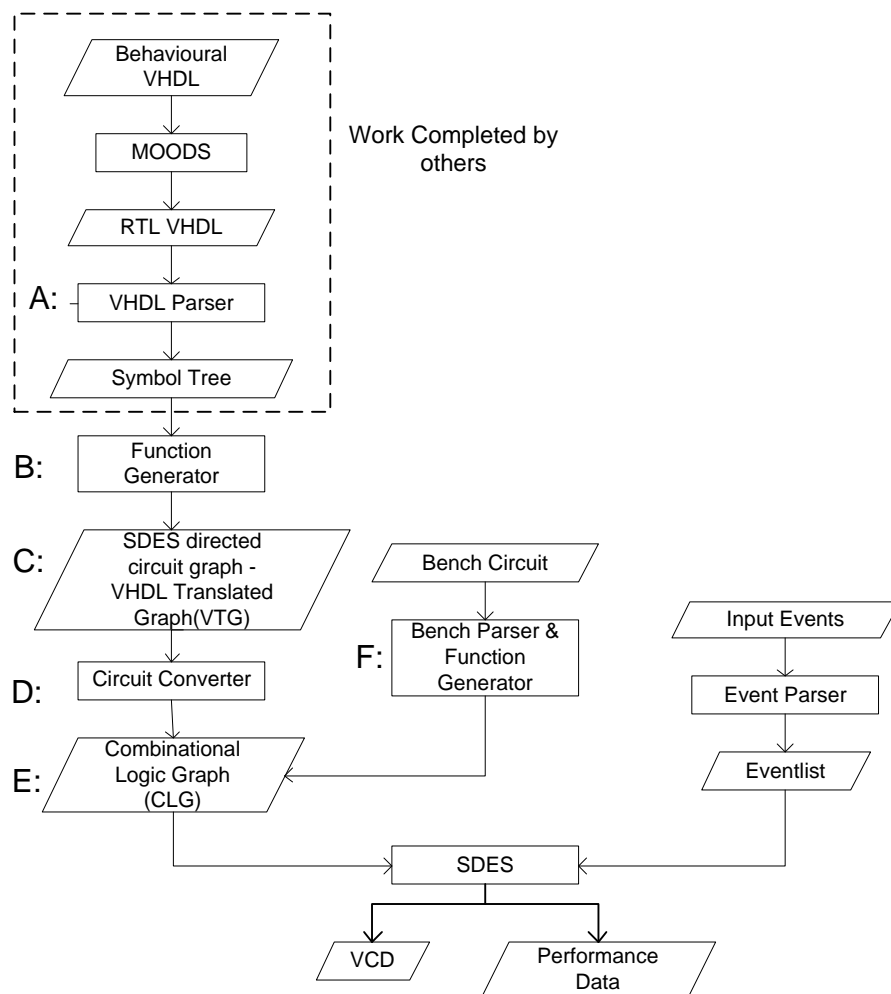 Behavioural
VHDL
MOODS
Work Completed by
others
RTL VHDL
A:
VHDL Parser
Symbol Tree
B:
Function
Generator
C:
SDES directed
circuit graph -
VHDL Translated
Graph(VTG)
Bench Circuit
F:
Bench Parser &
Function
Generator
Input Events
D:
Circuit Converter
Event Parser
E:
Combinational
Logic Graph
(CLG)
Eventlist
SDES
VCD
Performance
Data